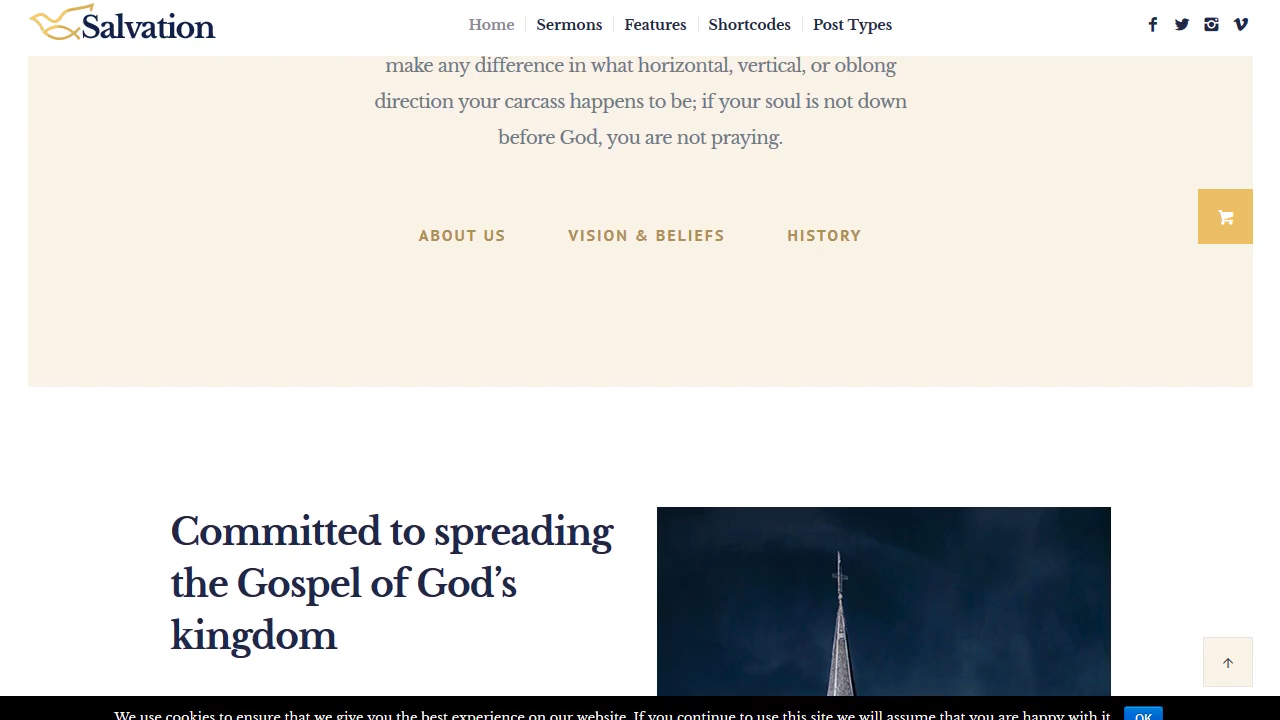 Salvation
Home
Sermons
Features
Shortcodes
Post Types
make any difference in what horizontal, vertical, or oblong
direction your carcass happens to be; if your soul is not down
before God, you are not praying.
ABOUT US
VISION & BELIEFS
HISTORY
Committed to spreading
the Gospel of God’s
kingdom
We use cookies to ensure that we give you the best experience on our website. If you continue to use this site we will assume that you are happy with it.
OK